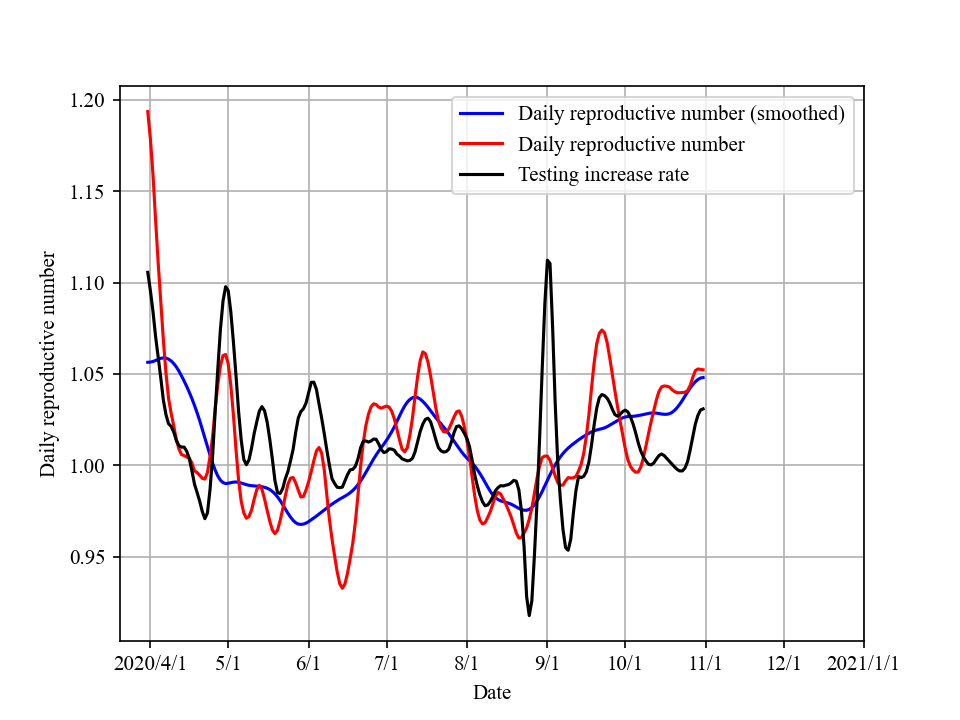 Daily reproductive number (smoothed)
Daily reproductive number
Testing increase rate
Daily reproductive number
1.20
1.15
1.10
1.05
1.00
0.95
2020/4/1 5/1 6/1 7/1 8/1 9/1 10/1 11/1 12/1 2021/1/1
Date